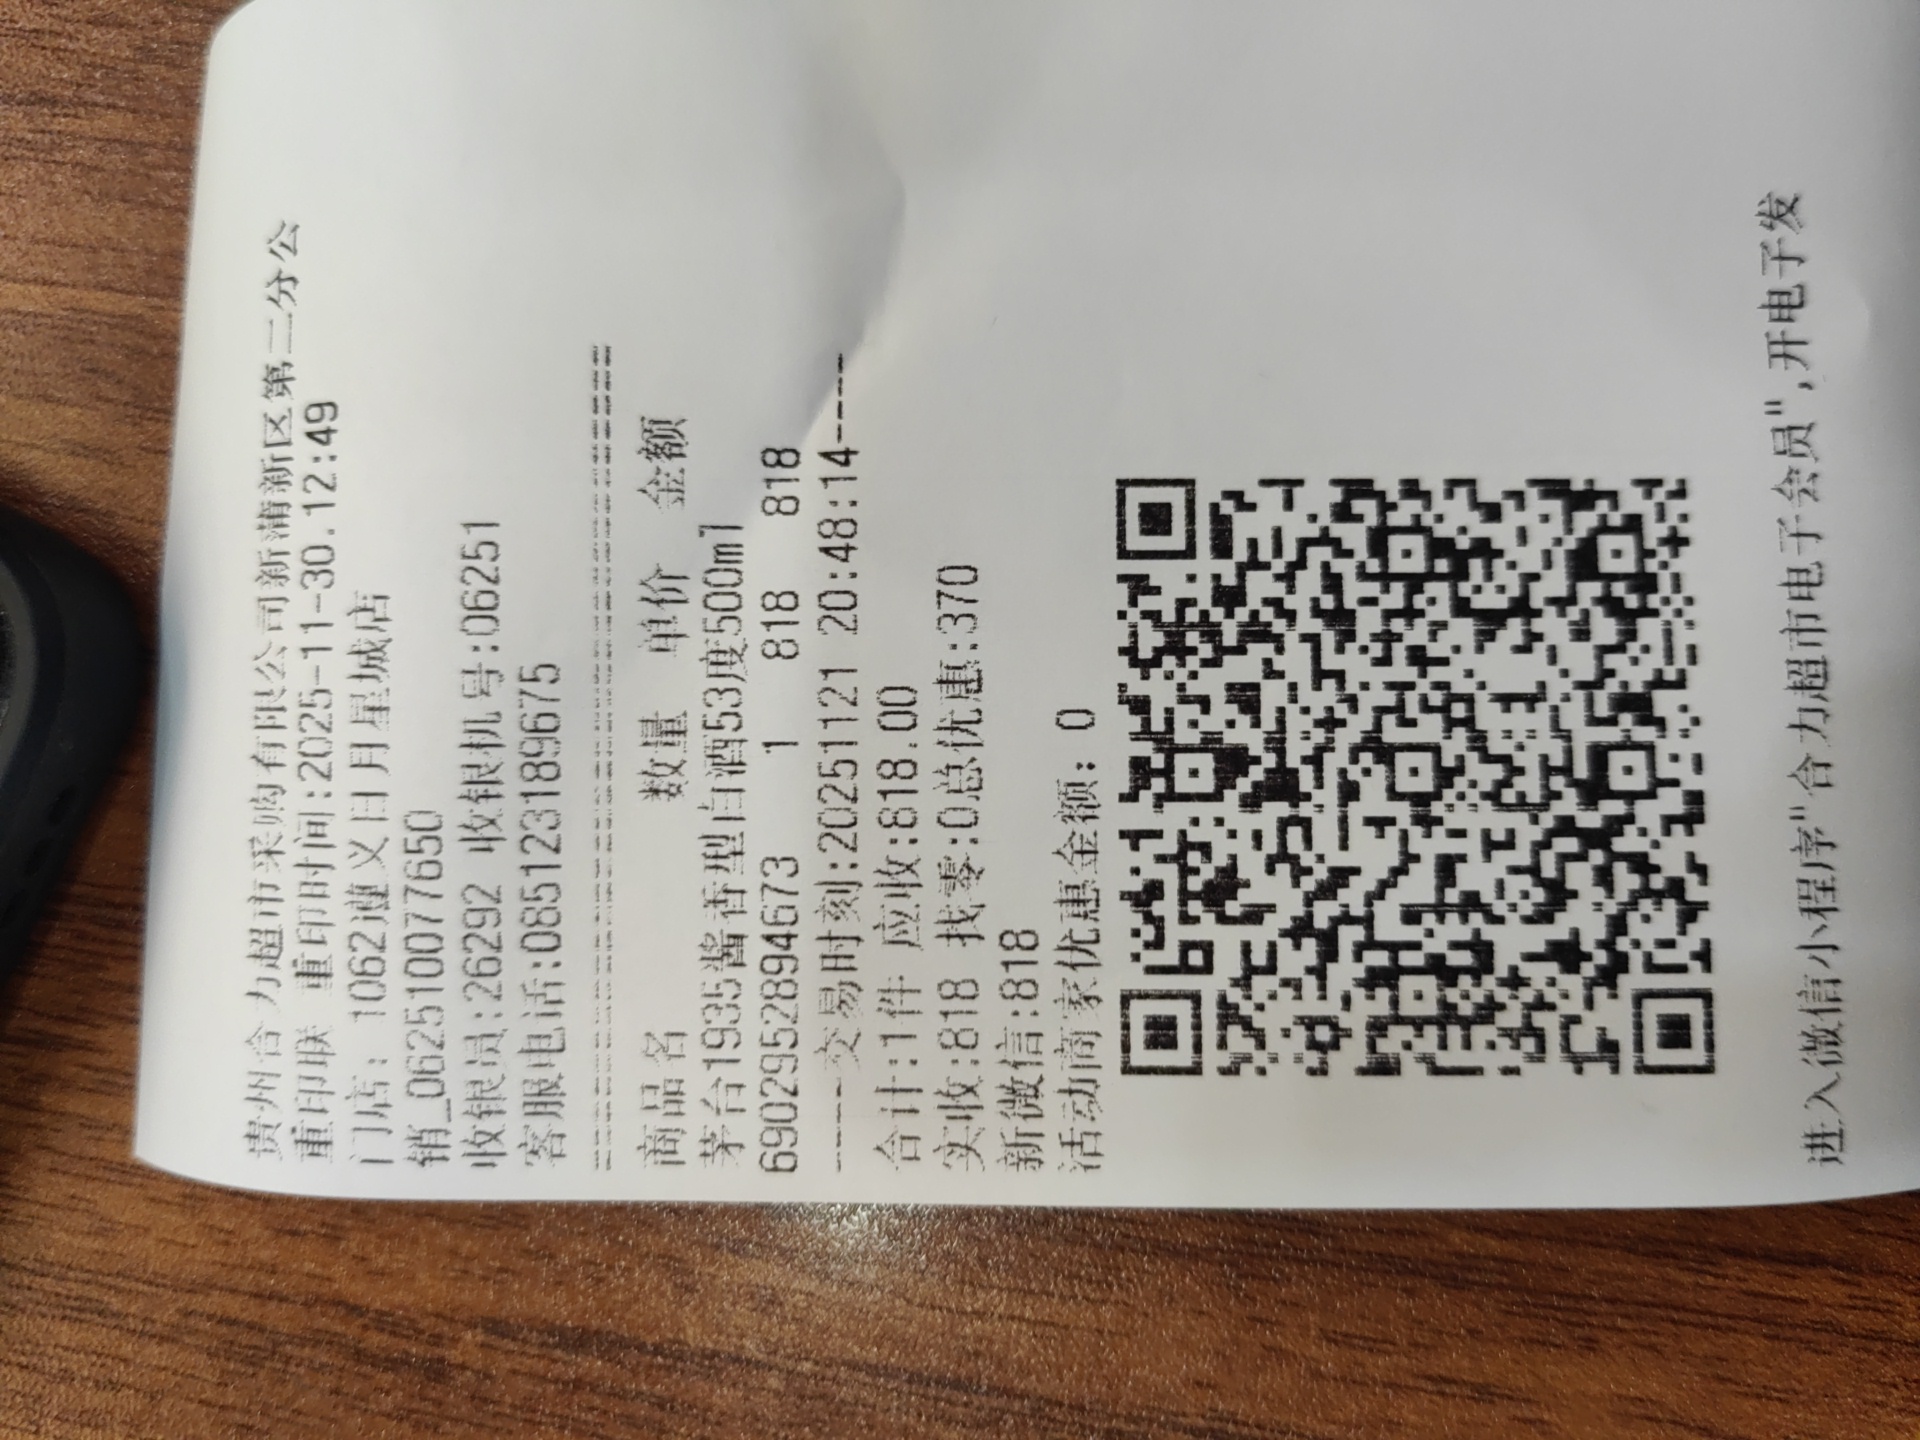 贵州合力超市采购有限公司新蒲新区第二分公
重印联 重印时间:2025-11-30.12:49
门店: 1062遵义日月星城店
销_062510077650
收银员:26292 收银机号:06251
客服电话:085123189675
商品名 数量 单价 金额
茅台1935酱香型白酒53度500ml
6902952894673 1 818 818
-----交易时刻:20251121 20:48:14-----
合计:1件 应收:818.00
实收:818 找零:0总优惠:370
新微信:818
活动商家优惠金额: 0
进入微信小程序"合力超市电子会员",开电子发